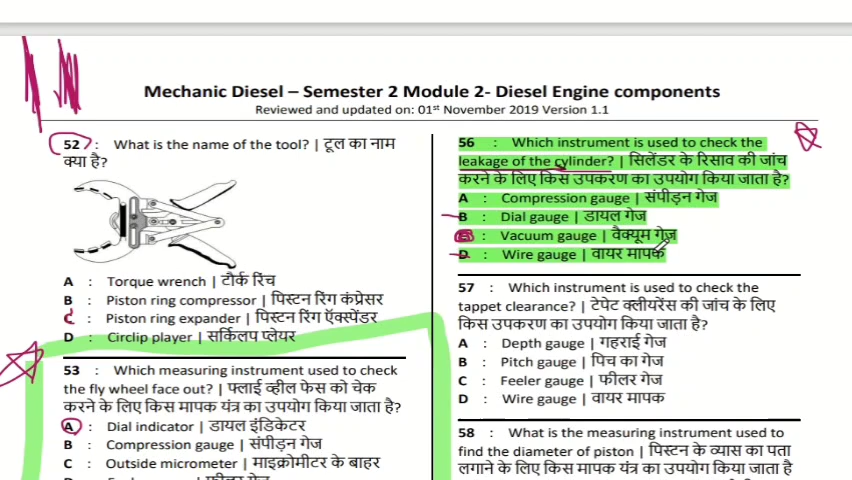 Mechanic Diesel – Semester 2 Module 2- Diesel Engine components
Reviewed and updated on: 01st November 2019 Version 1.1
52 : What is the name of the tool? | टूल का नाम
क्या है?
A : Torque wrench | टौर्क रिंच
B : Piston ring compressor | पिस्टन रिंग कंप्रेसर
C : Piston ring expander | पिस्टन रिंग ऍक्स्पेंडर
D : Circlip player | सर्किलप प्लेयर
53 : Which measuring instrument used to check
the fly wheel face out? | फ्लाई व्हील फेस को चेक
करने के लिए किस मापक यंत्र का उपयोग किया जाता है?
A : Dial indicator | डायल इंडिकेटर
B : Compression gauge | संपीड़न गेज
C : Outside micrometer | माइक्रोमीटर के बाहर
56 : Which instrument is used to check the
leakage of the cylinder? | सिलेंडर के रिसाव की जांच
करने के लिए किस उपकरण का उपयोग किया जाता है?
A : Compression gauge | संपीड़न गेज
B : Dial gauge | डायल गेज
C : Vacuum gauge | वैक्यूम गेज
D : Wire gauge | वायर मापक
57 : Which instrument is used to check the
tappet clearance? | टेपेट क्लीयरेंस की जांच के लिए
किस उपकरण का उपयोग किया जाता है?
A : Depth gauge | गहराई गेज
B : Pitch gauge | पिच का गेज
C : Feeler gauge | फीलर गेज
D : Wire gauge | वायर मापक
58 : What is the measuring instrument used to
find the diameter of piston | पिस्टन के व्यास का पता
लगाने के लिए किस मापक यंत्र का उपयोग किया जाता है